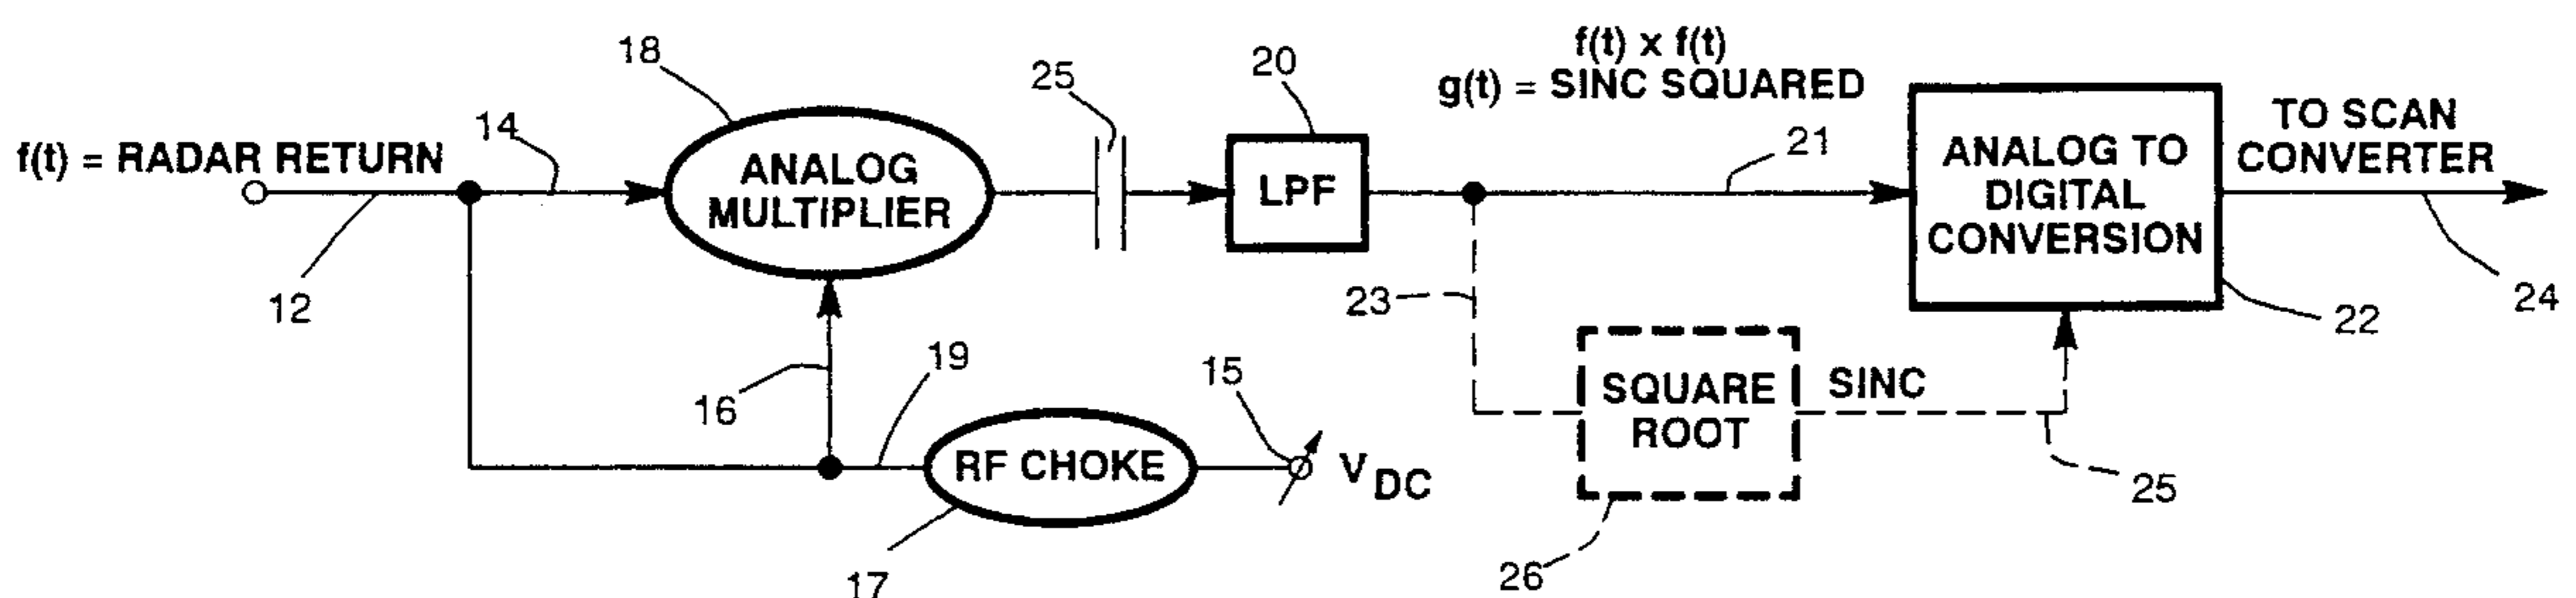 f(t) x f(t)
g(t) = SINC SQUARED
18
25
20
14
21
f(t) = RADAR RETURN
ANALOG
MULTIPLIER
LPF
ANALOG TO
DIGITAL
CONVERSION
TO SCAN
CONVERTER
12
23
22
24
16
19
15
SQUARE
ROOT
SINC
RF CHOKE
V DC
25
17
26